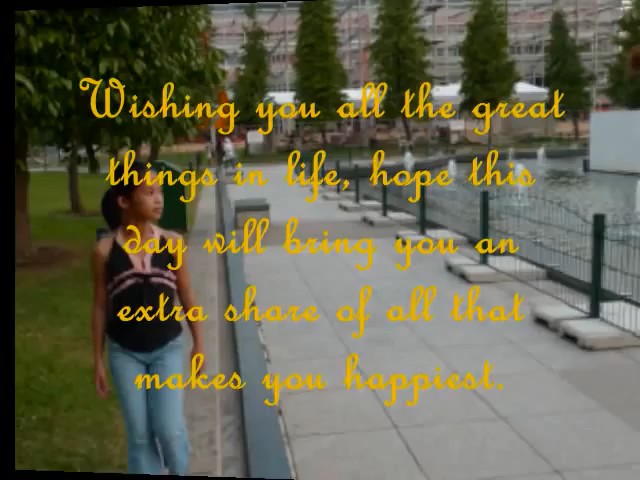 Wishing you all the great
things in life, hope this
day will bring you an
extra share of all that
makes you happiest.